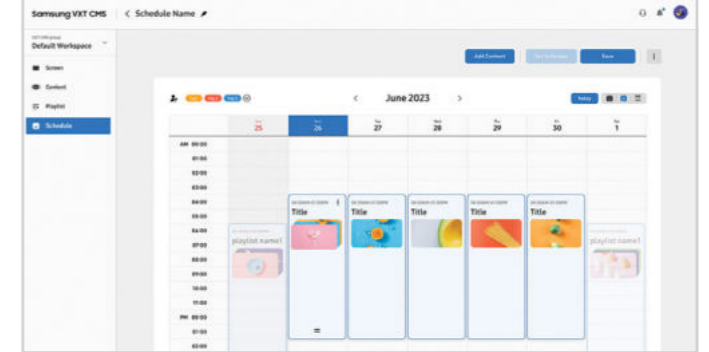 Samsung VXT CMS
< Schedule Name
Default Workspace
Screen
Content
Playlist
Schedule
Add Content
Save
< June 2023 >
Today
25
26
27
28
29
30
1
AM 00:00
01:00
02:00
03:00
04:00
05:00
06:00
07:00
08:00
09:00
10:00
11:00
PM 00:00
01:00
02:00
Title
Title
Title
Title
Title
playlist name1
playlist name1